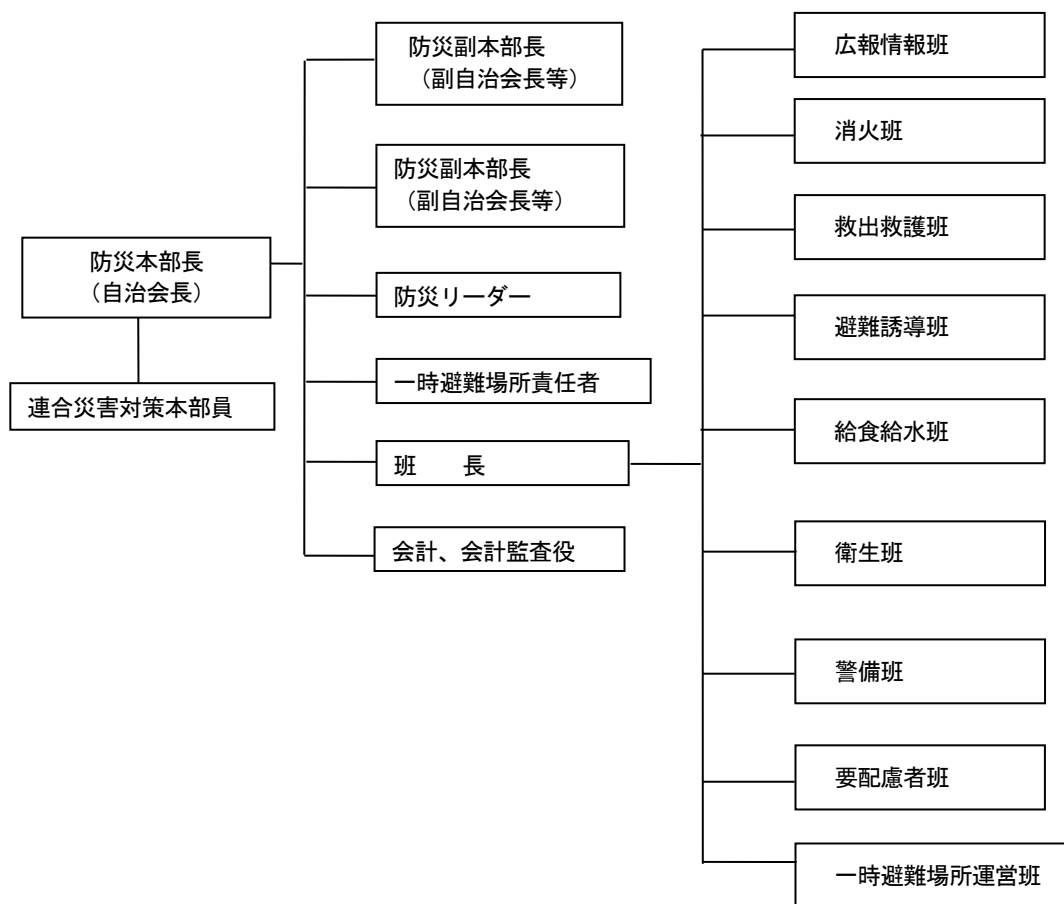 防災本部長
（自治会長）
連合災害対策本部員
防災副本部長
（副自治会長等）
防災副本部長
（副自治会長等）
防災リーダー
一時避難場所責任者
班　　長
会計、会計監査役
広報情報班
消火班
救出救護班
避難誘導班
給食給水班
衛生班
警備班
要配慮者班
一時避難場所運営班